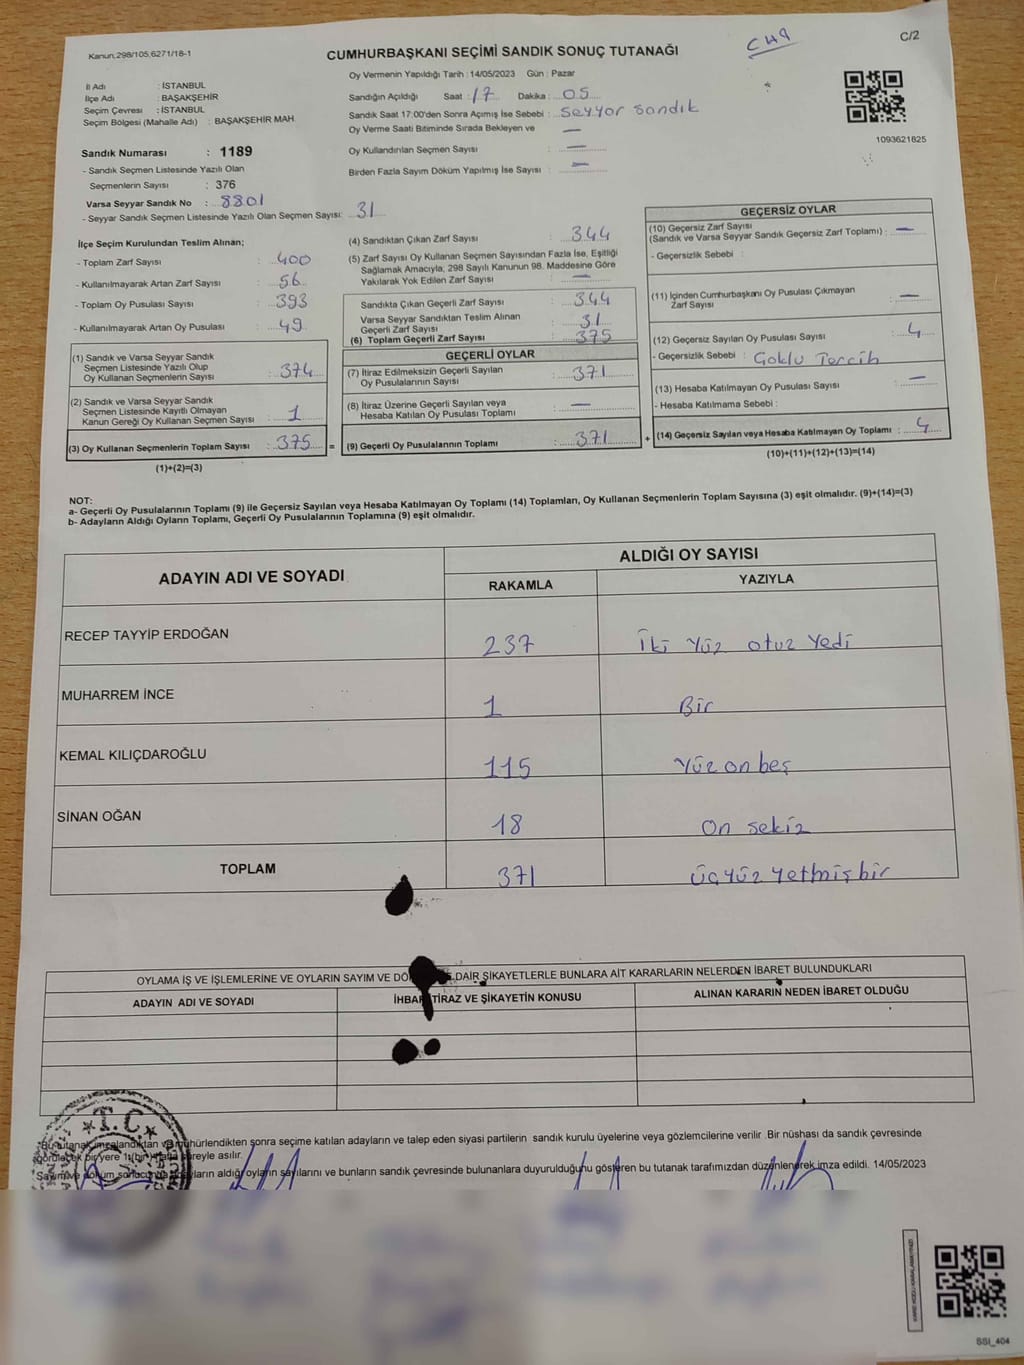 Kanun;298/105;6271/18-1
CUMHURBAŞKANI SEÇİMİ SANDIK SONUÇ TUTANAĞI
C/2
İl Adı : İSTANBUL
İlçe Adı : BAŞAKŞEHİR
Seçim Çevresi : İSTANBUL
Seçim Bölgesi (Mahalle Adı) : BAŞAKŞEHİR MAH.
Oy Vermenin Yapıldığı Tarih : 14/05/2023 Gün : Pazar
Sandığın Açıldığı Saat : 17 Dakika : 05
Sandık Saat 17:00'den Sonra Açımış İse Sebebi : Seyyar sandık
Oy Verme Saati Bitiminde Sırada Bekleyen ve : —
Oy Kullandırılan Seçmen Sayısı : —
Birden Fazla Sayım Döküm Yapılmış İse Sayısı : —
1093621625
Sandık Numarası : 1189
- Sandık Seçmen Listesinde Yazılı Olan
Seçmenlerin Sayısı : 376
Varsa Seyyar Sandık No : 8801
- Seyyar Sandık Seçmen Listesinde Yazılı Olan Seçmen Sayısı: 31
İlçe Seçim Kurulundan Teslim Alınan;
- Toplam Zarf Sayısı : 400
- Kullanılmayarak Artan Zarf Sayısı : 56
- Toplam Oy Pusulası Sayısı : 393
- Kullanılmayarak Artan Oy Pusulası : 49
(1) Sandık ve Varsa Seyyar Sandık
Seçmen Listesinde Yazılı Olup
Oy Kullanan Seçmenlerin Sayısı : 374
(2) Sandık ve Varsa Seyyar Sandık
Seçmen Listesinde Kayıtlı Olmayan
Kanun Gereği Oy Kullanan Seçmen Sayısı : 1
(3) Oy Kullanan Seçmenlerin Toplam Sayısı : 375 =
(1)+(2)=(3)
(4) Sandıktan Çıkan Zarf Sayısı : 344
(5) Zarf Sayısı Oy Kullanan Seçmen Sayısından Fazla İse, Eşitliği
Sağlamak Amacıyla, 298 Sayılı Kanunun 98. Maddesine Göre
Yakılarak Yok Edilen Zarf Sayısı : —
Sandıkta Çıkan Geçerli Zarf Sayısı : 344
Varsa Seyyar Sandıktan Teslim Alınan
Geçerli Zarf Sayısı : 31
(6) Toplam Geçerli Zarf Sayısı : 375
GEÇERLİ OYLAR
(7) İtiraz Edilmeksizin Geçerli Sayılan
Oy Pusulalarının Sayısı : 371
(8) İtiraz Üzerine Geçerli Sayılan veya
Hesaba Katılan Oy Pusulası Toplamı : —
(9) Geçerli Oy Pusulalarının Toplamı : 371 +
GEÇERSİZ OYLAR
(10) Geçersiz Zarf Sayısı
(Sandık ve Varsa Seyyar Sandık Geçersiz Zarf Toplamı) : —
- Geçersizlik Sebebi :
(11) İçinden Cumhurbaşkanı Oy Pusulası Çıkmayan
Zarf Sayısı : —
(12) Geçersiz Sayılan Oy Pusulası Sayısı : 4
- Geçersizlik Sebebi : Çoklu Tercih
(13) Hesaba Katılmayan Oy Pusulası Sayısı : —
- Hesaba Katılmama Sebebi :
(14) Geçersiz Sayılan veya Hesaba Katılmayan Oy Toplamı : 4
(10)+(11)+(12)+(13)=(14)
NOT:
a- Geçerli Oy Pusulalarının Toplamı (9) ile Geçersiz Sayılan veya Hesaba Katılmayan Oy Toplamı (14) Toplamları, Oy Kullanan Seçmenlerin Toplam Sayısına (3) eşit olmalıdır. (9)+(14)=(3)
b- Adayların Aldığı Oyların Toplamı, Geçerli Oy Pusulalarının Toplamına (9) eşit olmalıdır.
ADAYIN ADI VE SOYADI
ALDIĞI OY SAYISI
RAKAMLA YAZIYLA
RECEP TAYYİP ERDOĞAN 237 İki Yüz otuz Yedi
MUHARREM İNCE 1 Bir
KEMAL KILIÇDAROĞLU 115 Yüz on beş
SİNAN OĞAN 18 On sekiz
TOPLAM 371 üçyüz yetmiş bir
OYLAMA İŞ VE İŞLEMLERİNE VE OYLARIN SAYIM VE DAİR ŞİKAYETLERLE BUNLARA AİT KARARLARIN NELERDEN İBARET BULUNDUKLARI
ADAYIN ADI VE SOYADI
İHBAR İTİRAZ VE ŞİKAYETİN KONUSU
ALINAN KARARIN NEDEN İBARET OLDUĞU
T.C.
Bu tutanak imzalandıktan ve mühürlendikten sonra seçime katılan adayların ve talep eden siyasi partilerin sandık kurulu üyelerine veya gözlemcilerine verilir. Bir nüshası da sandık çevresinde
görülecek bir yere 1 (bir) hafta süreyle asılır.
Sayım ve döküm sonucunda adayların aldığı oyların sayılarını ve bunların sandık çevresinde bulunanlara duyurulduğunu gösteren bu tutanak tarafımızdan düzenlenerek imza edildi. 14/05/2023
SSI_404